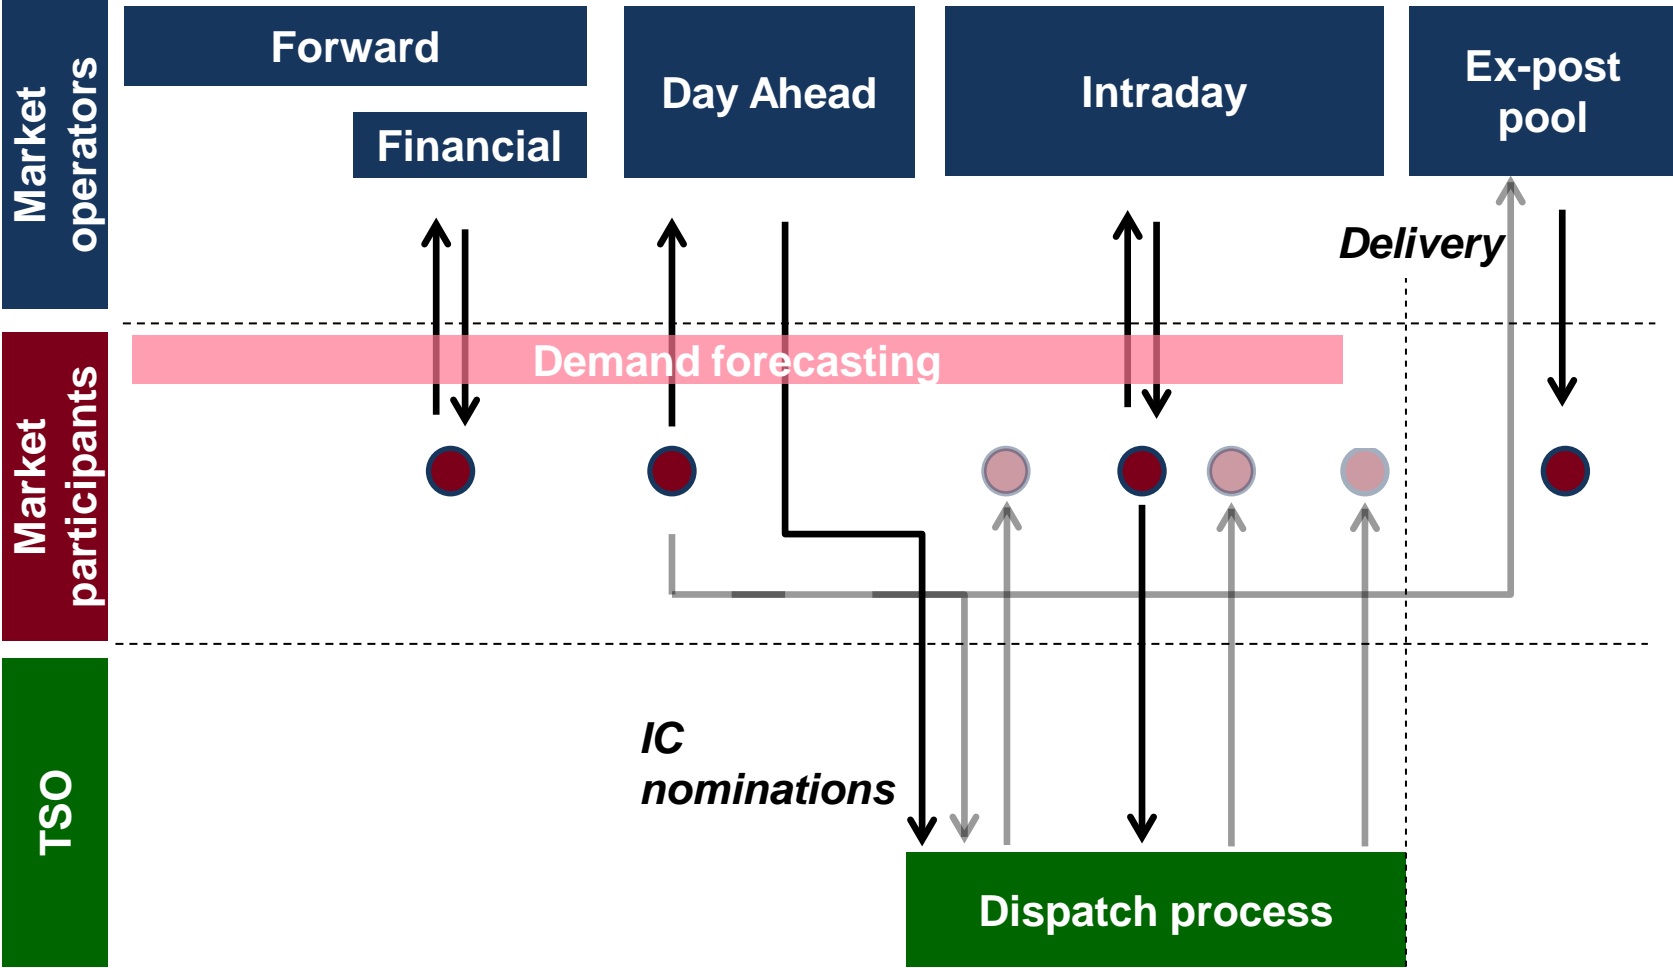 Market
operators
Forward
Financial
Day Ahead
Intraday
Ex-post
pool
Delivery
Market
participants
Demand forecasting
TSO
IC
nominations
Dispatch process